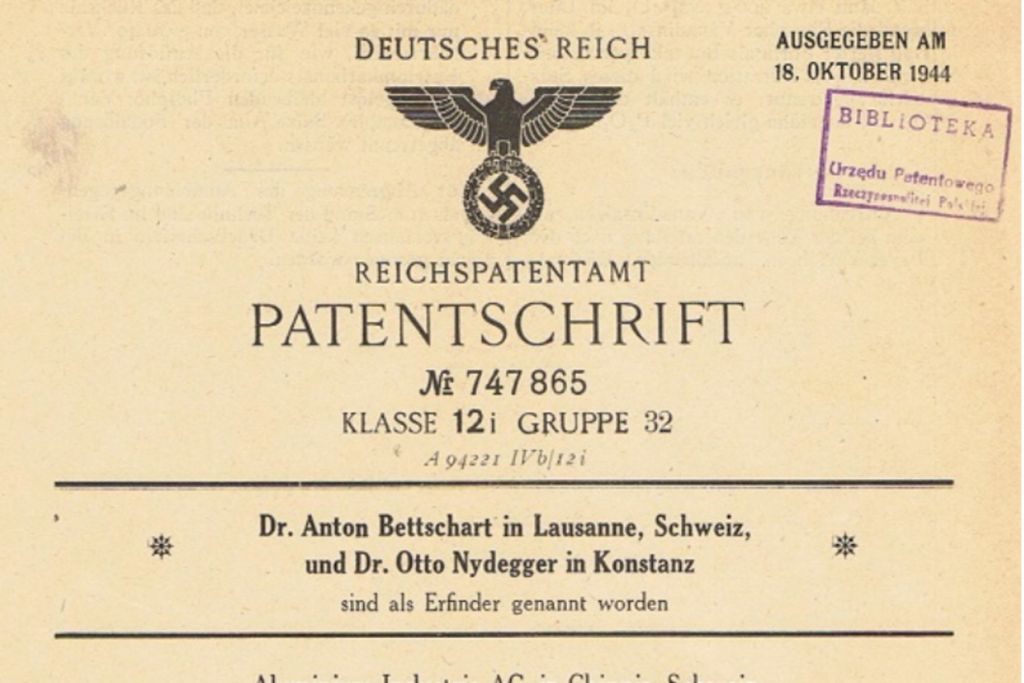 DEUTSCHES REICH
AUSGEGEBEN AM
18. OKTOBER 1944
BIBLIOTEKA
Urzędu Patentowego
Rzeczypospolitej Polskiej
REICHSPATENTAMT
PATENTSCHRIFT
№ 747865
KLASSE 12i GRUPPE 32
A 94221 IVb/12i
Dr. Anton Bettschart in Lausanne, Schweiz,
und Dr. Otto Nydegger in Konstanz
sind als Erfinder genannt worden